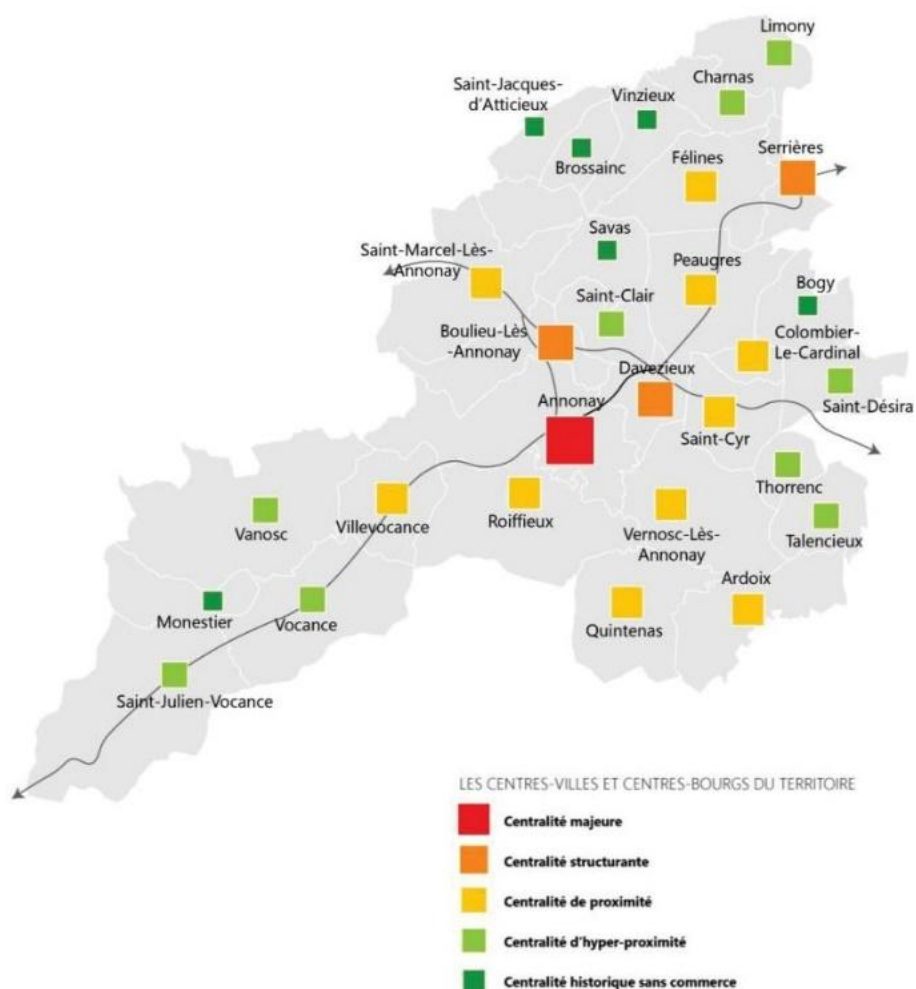 Limony
Charnas
Saint-Jacques-
d'Atticieux
Vinzieux
Brossainc
Félines
Serrières
Savas
Saint-Marcel-Lès-
Annonay
Peaugres
Saint-Clair
Bogy
Boulieu-Lès
-Annonay
Colombier-
Le-Cardinal
Davezieux
Annonay
Saint-Désira
Saint-Cyr
Thorrenc
Vanosc
Villevocance
Roiffieux
Vernosc-Lès-
Annonay
Talencieux
Ardoix
Monestier
Vocance
Quintenas
Saint-Julien-Vocance
LES CENTRES-VILLES ET CENTRES-BOURGS DU TERRITOIRE
Centralité majeure
Centralité structurante
Centralité de proximité
Centralité d'hyper-proximité
Centralité historique sans commerce